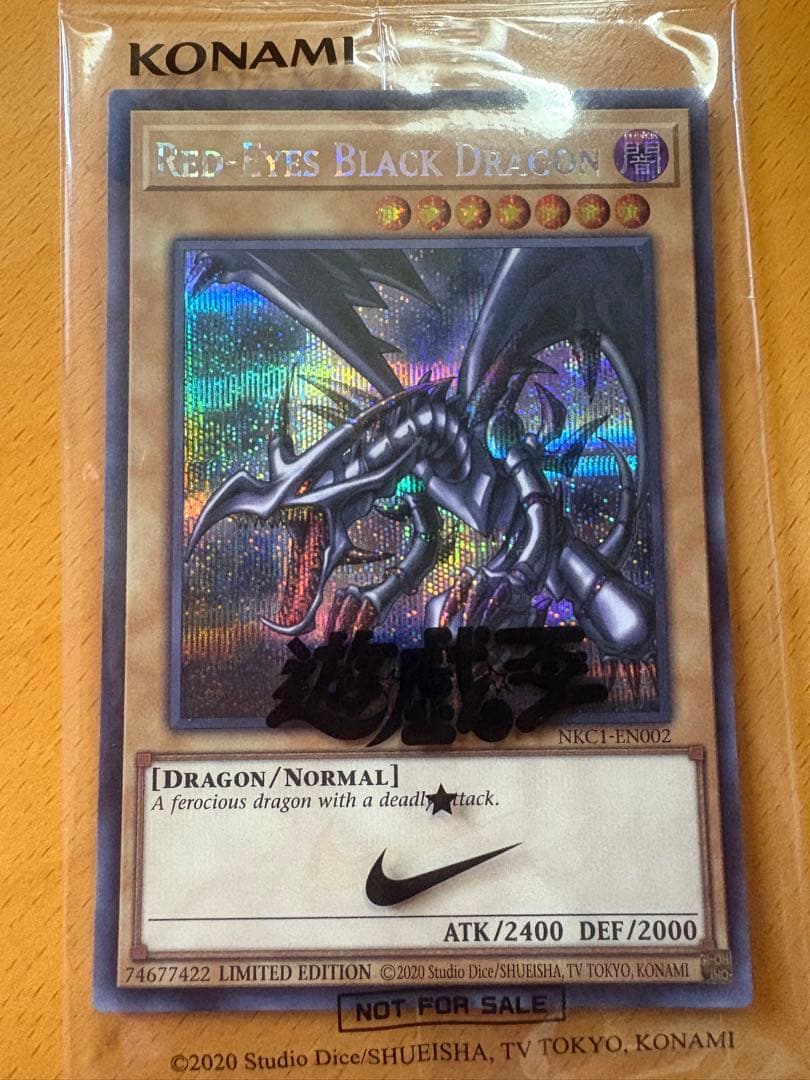 KONAMI
RED-EYES BLACK DRAGON
闇
遊戯王
NKC1-EN002
[DRAGON/NORMAL]
A ferocious dragon with a deadly attack.
ATK/2400 DEF/2000
74677422 LIMITED EDITION ©2020 Studio Dice/SHUEISHA, TV TOKYO, KONAMI
NOT FOR SALE
©2020 Studio Dice/SHUEISHA, TV TOKYO, KONAMI